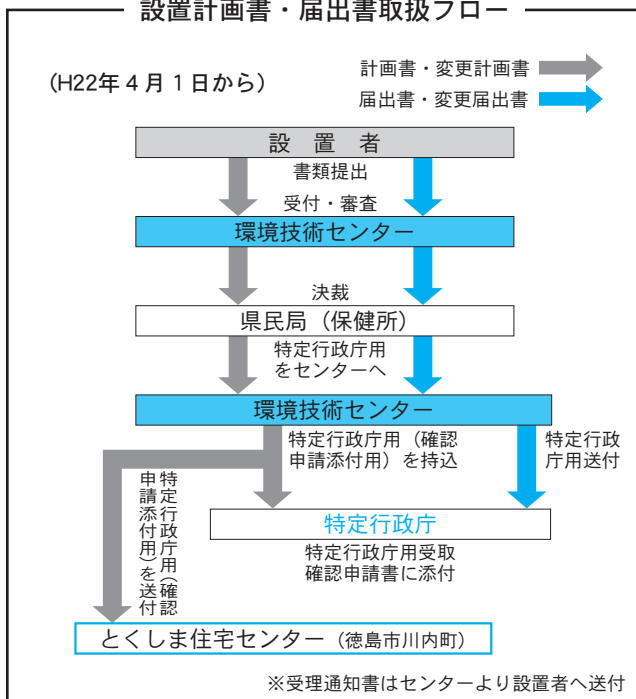 設置計画書・届出書取扱フロー
(H22年4月1日から)
計画書・変更計画書
届出書・変更届出書
設置者
書類提出
受付・審査
環境技術センター
決裁
県民局（保健所）
特定行政庁用
をセンターへ
環境技術センター
特定行政庁用（確認
申請添付用）を持込
特定行政
庁用送付
特定行政庁用（確認
申請添付用）を送付
特定行政庁
特定行政庁用受取
確認申請書に添付
とくしま住宅センター（徳島市川内町）
※受理通知書はセンターより設置者へ送付